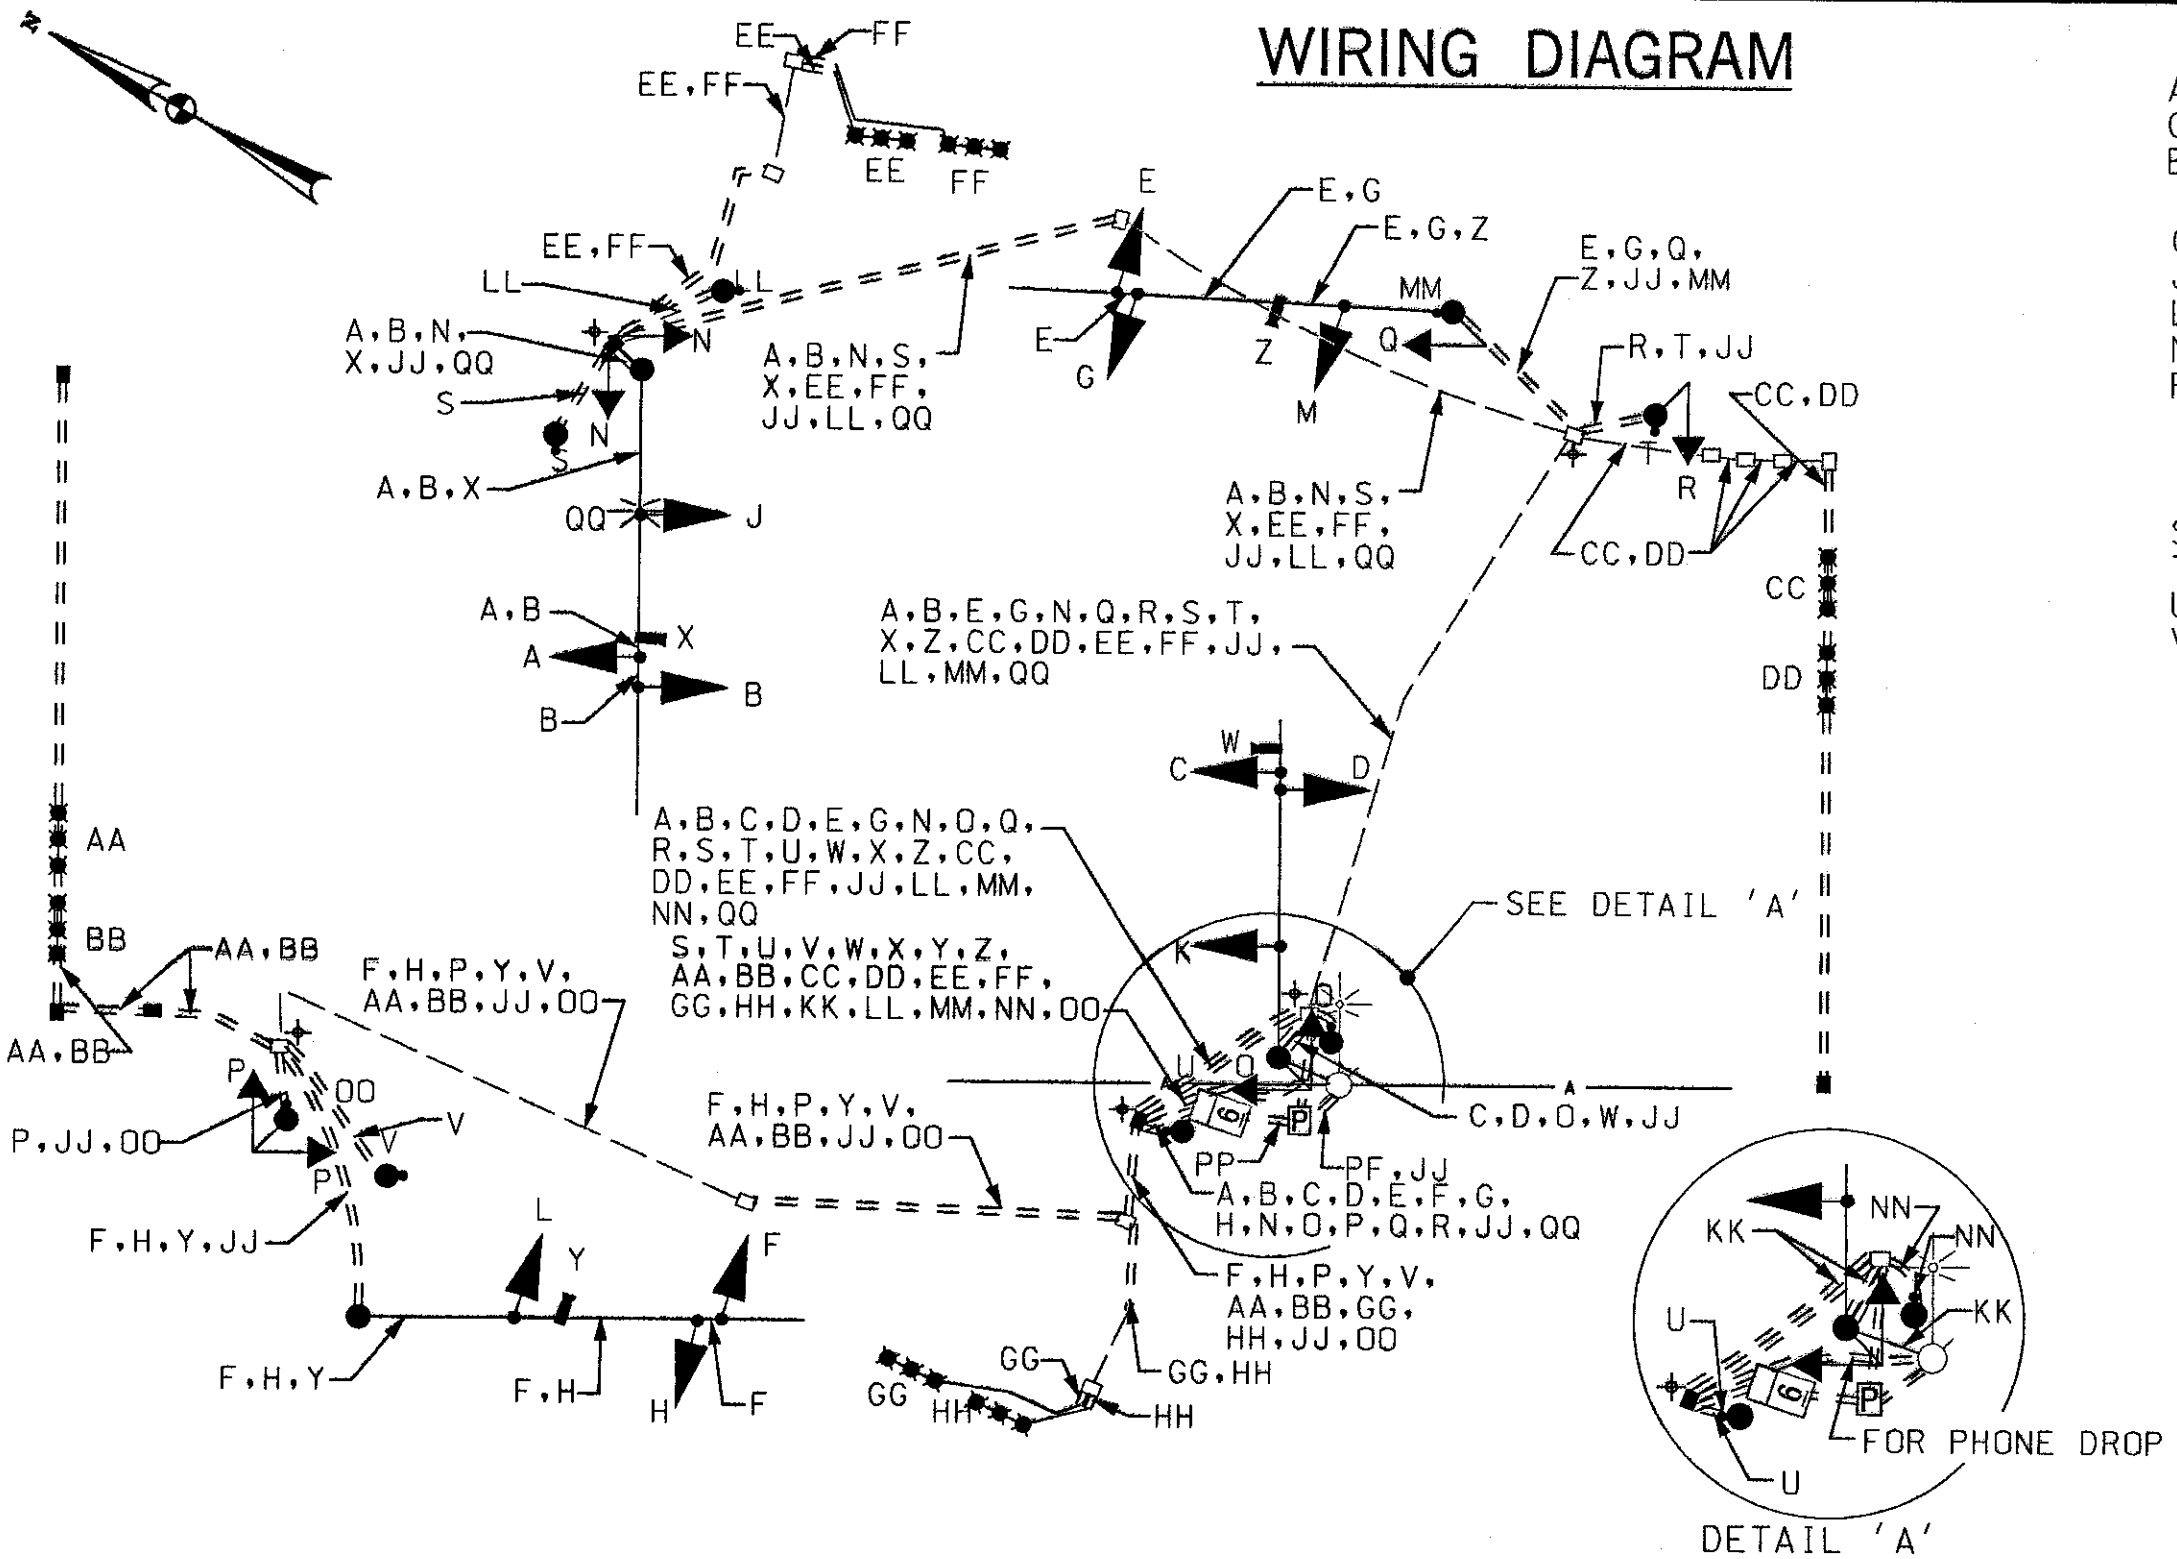 WIRING DIAGRAM
N
EE
FF
EE,FF
EE
FF
E
E,G
E,G,Z
E,G,Q,
Z,JJ,MM
EE,FF
LL
LL
MM
A,B,N,
X,JJ,QQ
N
A,B,N,S,
X,EE,FF,
JJ,LL,QQ
E
G
Z
M
Q
R,T,JJ
CC,DD
S
N
S
T
R
A,B,X
QQ
J
A,B,N,S,
X,EE,FF,
JJ,LL,QQ
CC,DD
CC
A,B
X
A
B
B
A,B,E,G,N,Q,R,S,T,
X,Z,CC,DD,EE,FF,JJ,
LL,MM,QQ
DD
W
C
D
A,B,C,D,E,G,N,O,Q,
R,S,T,U,W,X,Z,CC,
DD,EE,FF,JJ,LL,MM,
NN,QQ
S,T,U,V,W,X,Y,Z,
AA,BB,CC,DD,EE,FF,
GG,HH,KK,LL,MM,NN,OO
SEE DETAIL 'A'
K
AA
BB
AA,BB
F,H,P,Y,V,
AA,BB,JJ,OO
AA,BB
P
OO
P,JJ,OO
V
V
P
O
U
O
A
A
6
P
C,D,O,W,JJ
F,H,P,Y,V,
AA,BB,JJ,OO
PP
PF,JJ
A,B,C,D,E,F,G,
H,N,O,P,Q,R,JJ,QQ
F,H,Y,JJ
L
Y
F
F,H,P,Y,V,
AA,BB,GG,
HH,JJ,OO
F,H,Y
F,H
H
F
GG
GG
HH
GG,HH
HH
NN
KK
NN
KK
U
6
P
FOR PHONE DROP
U
DETAIL 'A'